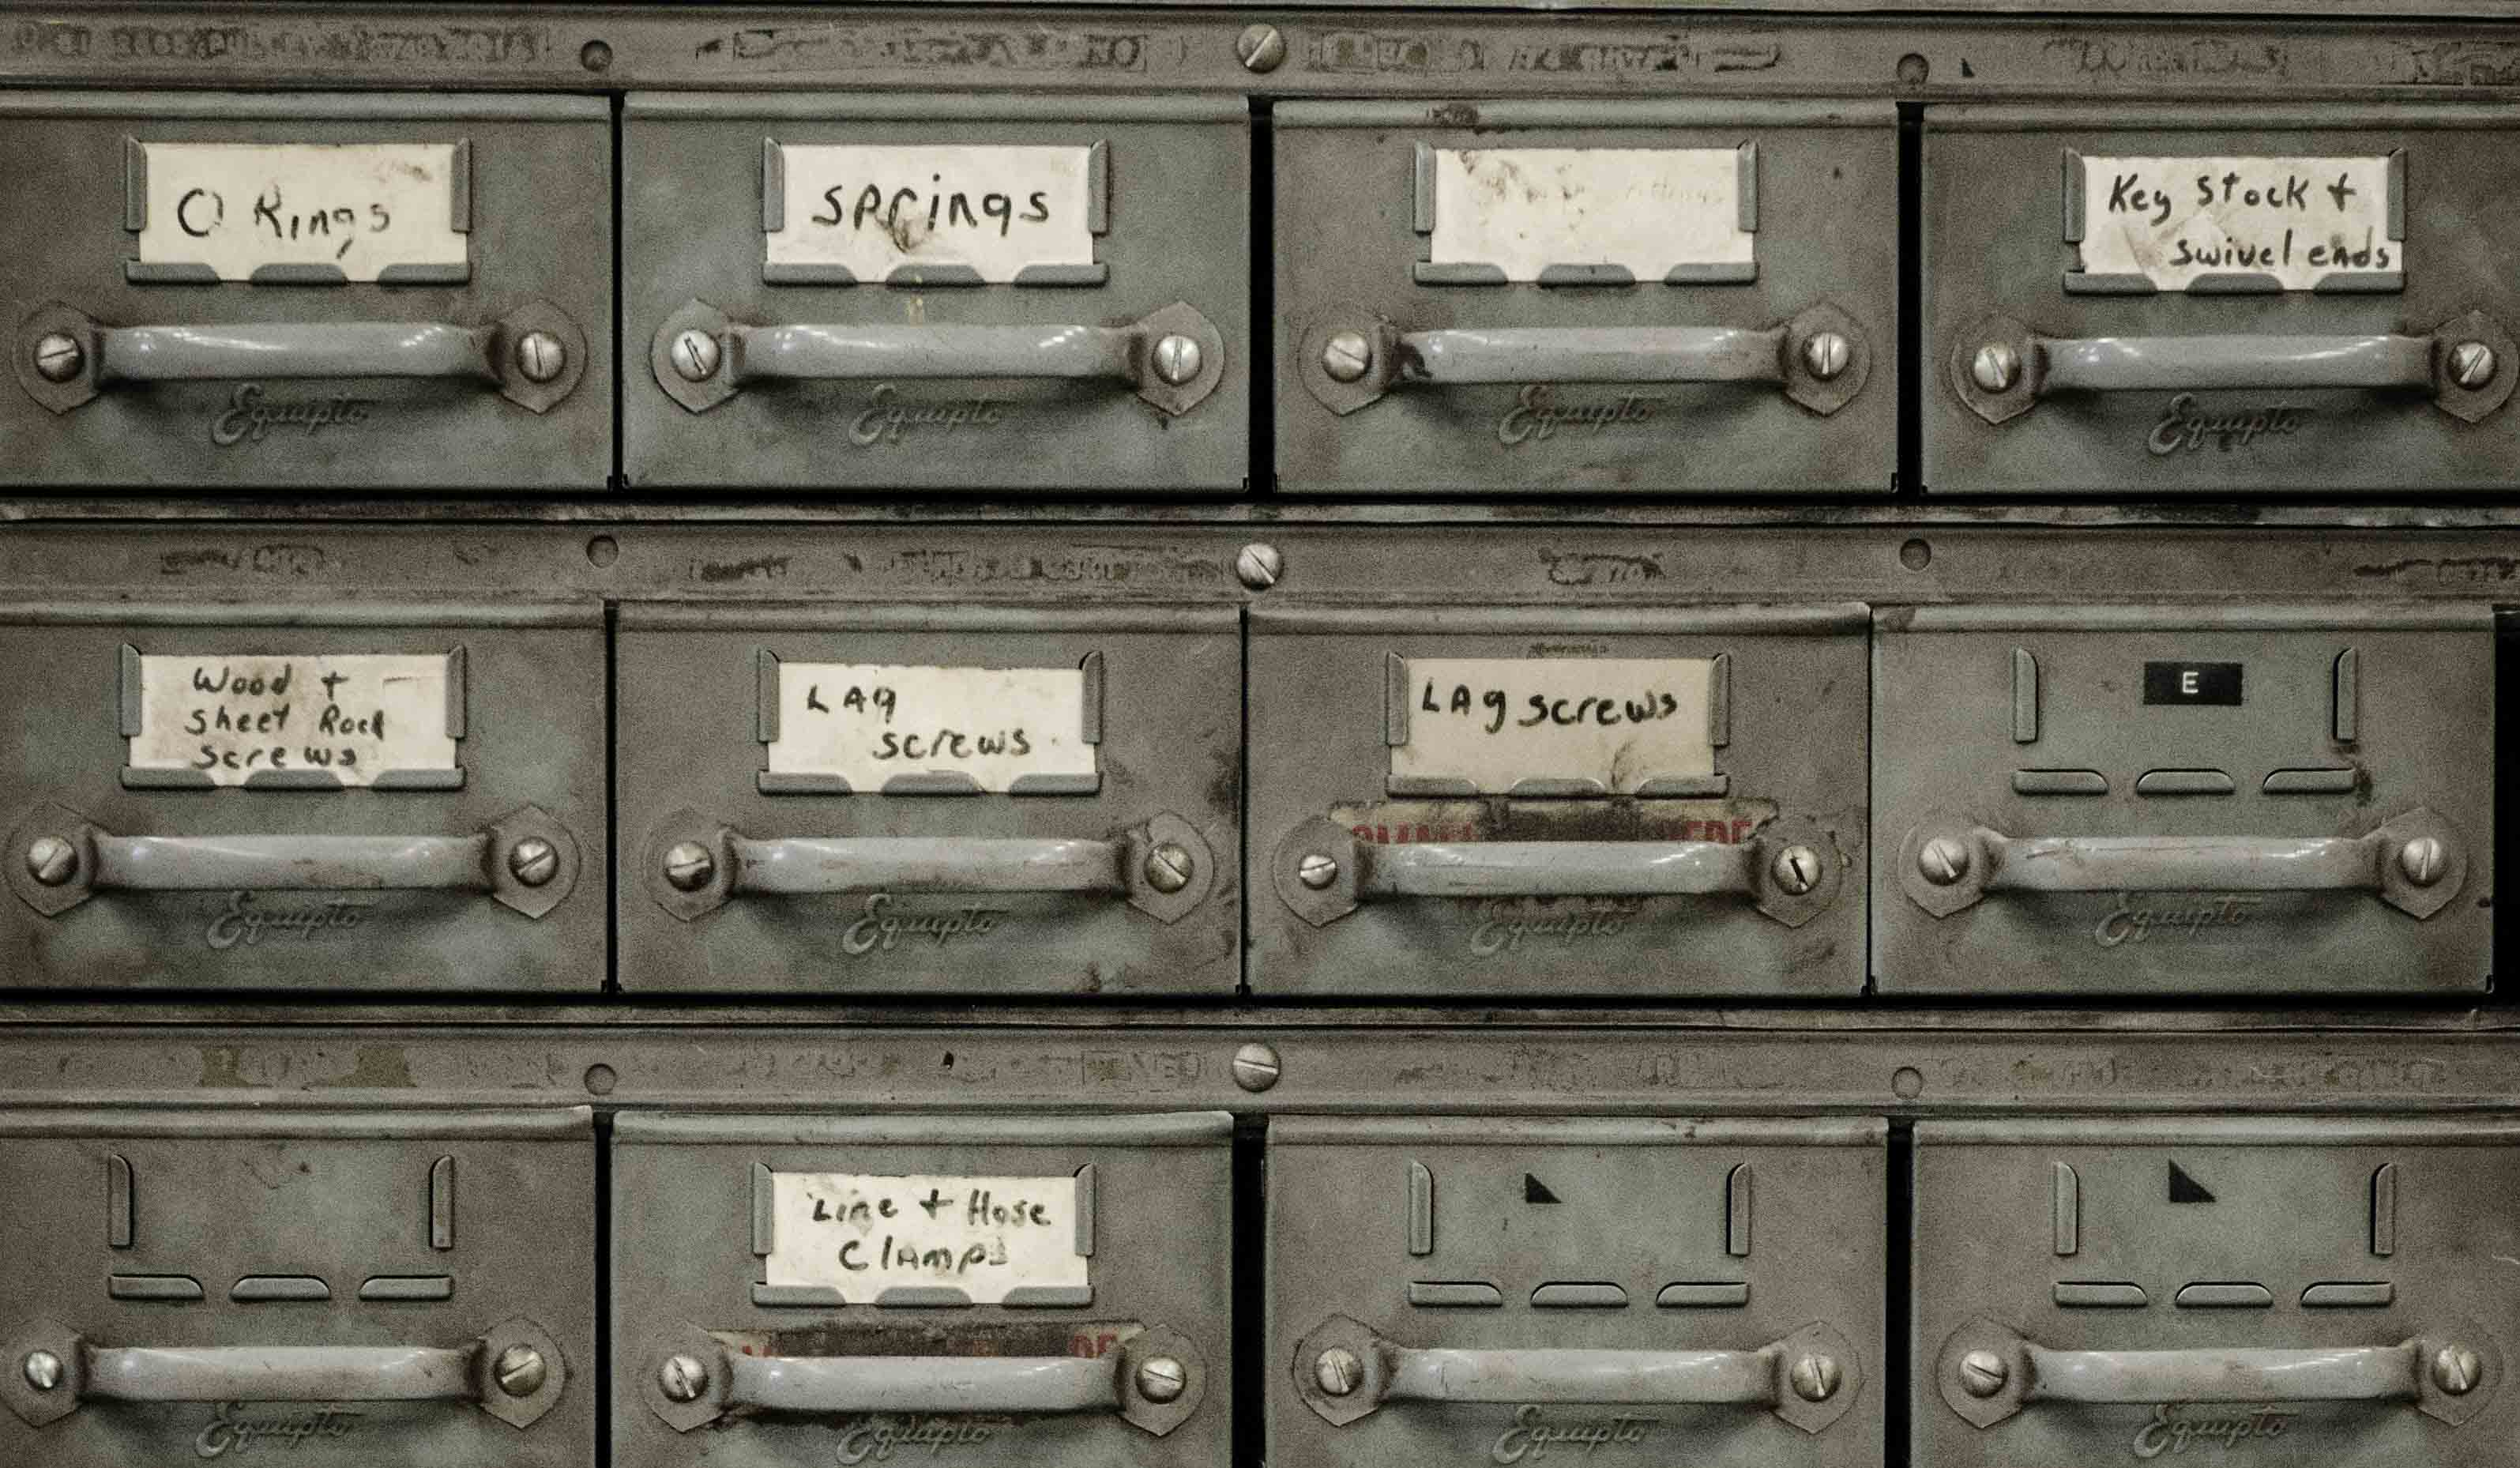 O Rings
SPrings
Key Stock +
swivel ends
Equipto
Equipto
Equipto
Equipto
Wood +
Sheet Rock
Screws
LAg
screws
LAg screws
E
Equipto
Equipto
Equipto
Equipto
Line + Hose
Clamps
Equipto
Equipto
Equipto
Equipto